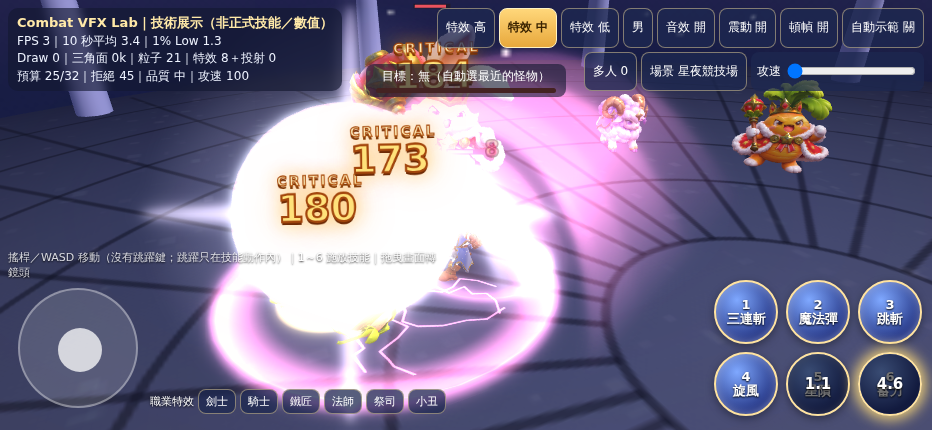 Combat VFX Lab｜技術展示（非正式技能／數值）
FPS 3｜10 秒平均 3.4｜1% Low 1.3
Draw 0｜三角面 0k｜粒子 21｜特效 8＋投射 0
預算 25/32｜拒絕 45｜品質 中｜攻速 100
特效 高
特效 中
特效 低
男
音效 開
震動 開
頓幀 開
自動示範 關
多人 0
場景 星夜競技場
攻速
CRITICAL
184
目標：無（自動選最近的怪物）
CRITICAL
173
8
CRITICAL
180
搖桿／WASD 移動（沒有跳躍鍵；跳躍只在技能動作內）｜1～6 施放技能｜拖曳畫面轉
鏡頭
1
三連斬
2
魔法彈
3
跳斬
4
旋風
5
1.1
星隕
6
4.6
蓄力
職業特效
劍士
騎士
鐵匠
法師
祭司
小丑